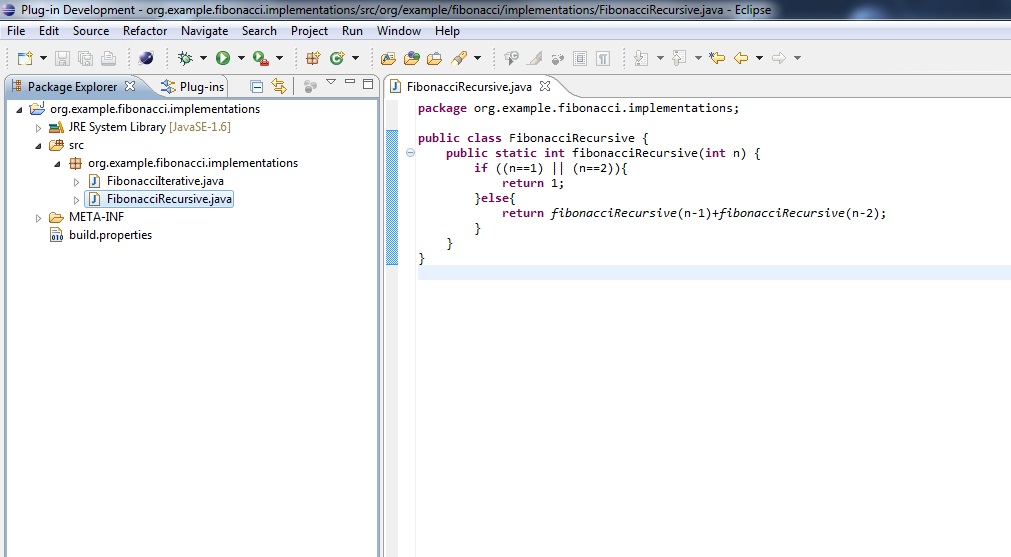 Plug-in Development - org.example.fibonacci.implementations/src/org/example/fibonacci/implementations/FibonacciRecursive.java - Eclipse
File Edit Source Refactor Navigate Search Project Run Window Help
Package Explorer Plug-ins
org.example.fibonacci.implementations
JRE System Library [JavaSE-1.6]
src
org.example.fibonacci.implementations
FibonacciIterative.java
FibonacciRecursive.java
META-INF
build.properties
FibonacciRecursive.java
package org.example.fibonacci.implementations;
public class FibonacciRecursive {
public static int fibonacciRecursive(int n) {
if ((n==1) || (n==2)){
return 1;
}else{
return fibonacciRecursive(n-1)+fibonacciRecursive(n-2);
}
}
}